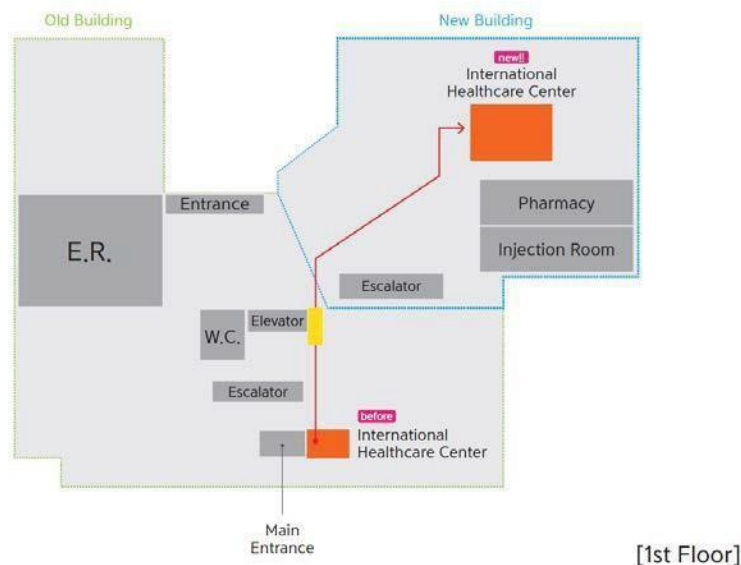 Old Building
New Building
new!!
International
Healthcare Center
Pharmacy
Injection Room
Entrance
E.R.
Escalator
Elevator
W.C.
Escalator
before
International
Healthcare Center
Main
Entrance
[1st Floor]